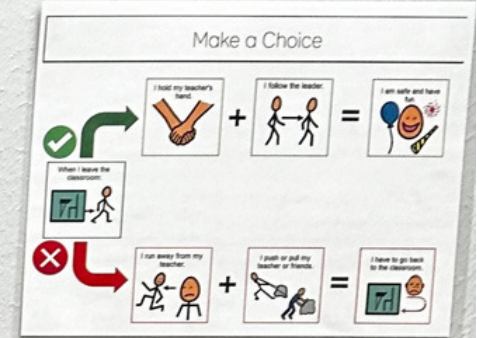 Make a Choice
I hold my teacher's
hand.
+
I follow the leader.
=
I am safe and have
fun
When I leave the
classroom:
I run away from my
teacher.
+
I push or pull my
teacher or friends.
=
I have to go back
to the classroom.